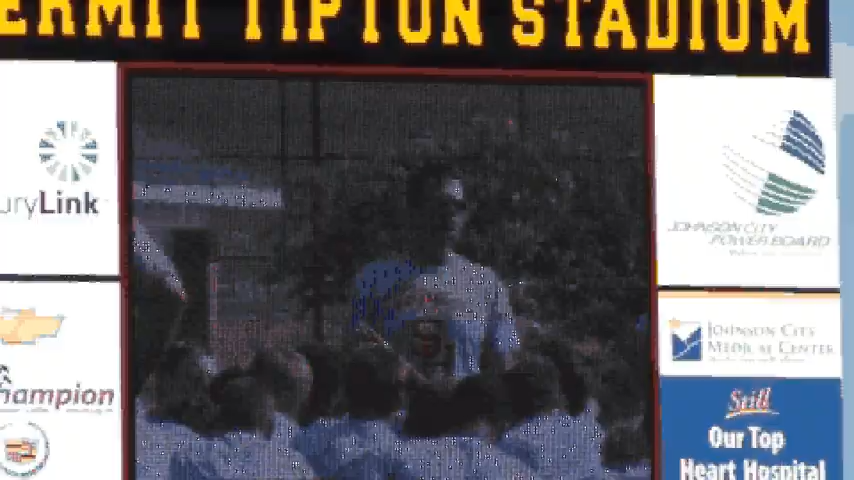 ERMIT TIPTON STADIUM
uryLink
JOHNSON CITY
POWER BOARD
JOHNSON CITY
MEDICAL CENTER
hampion
Still
Our Top
Heart Hospital